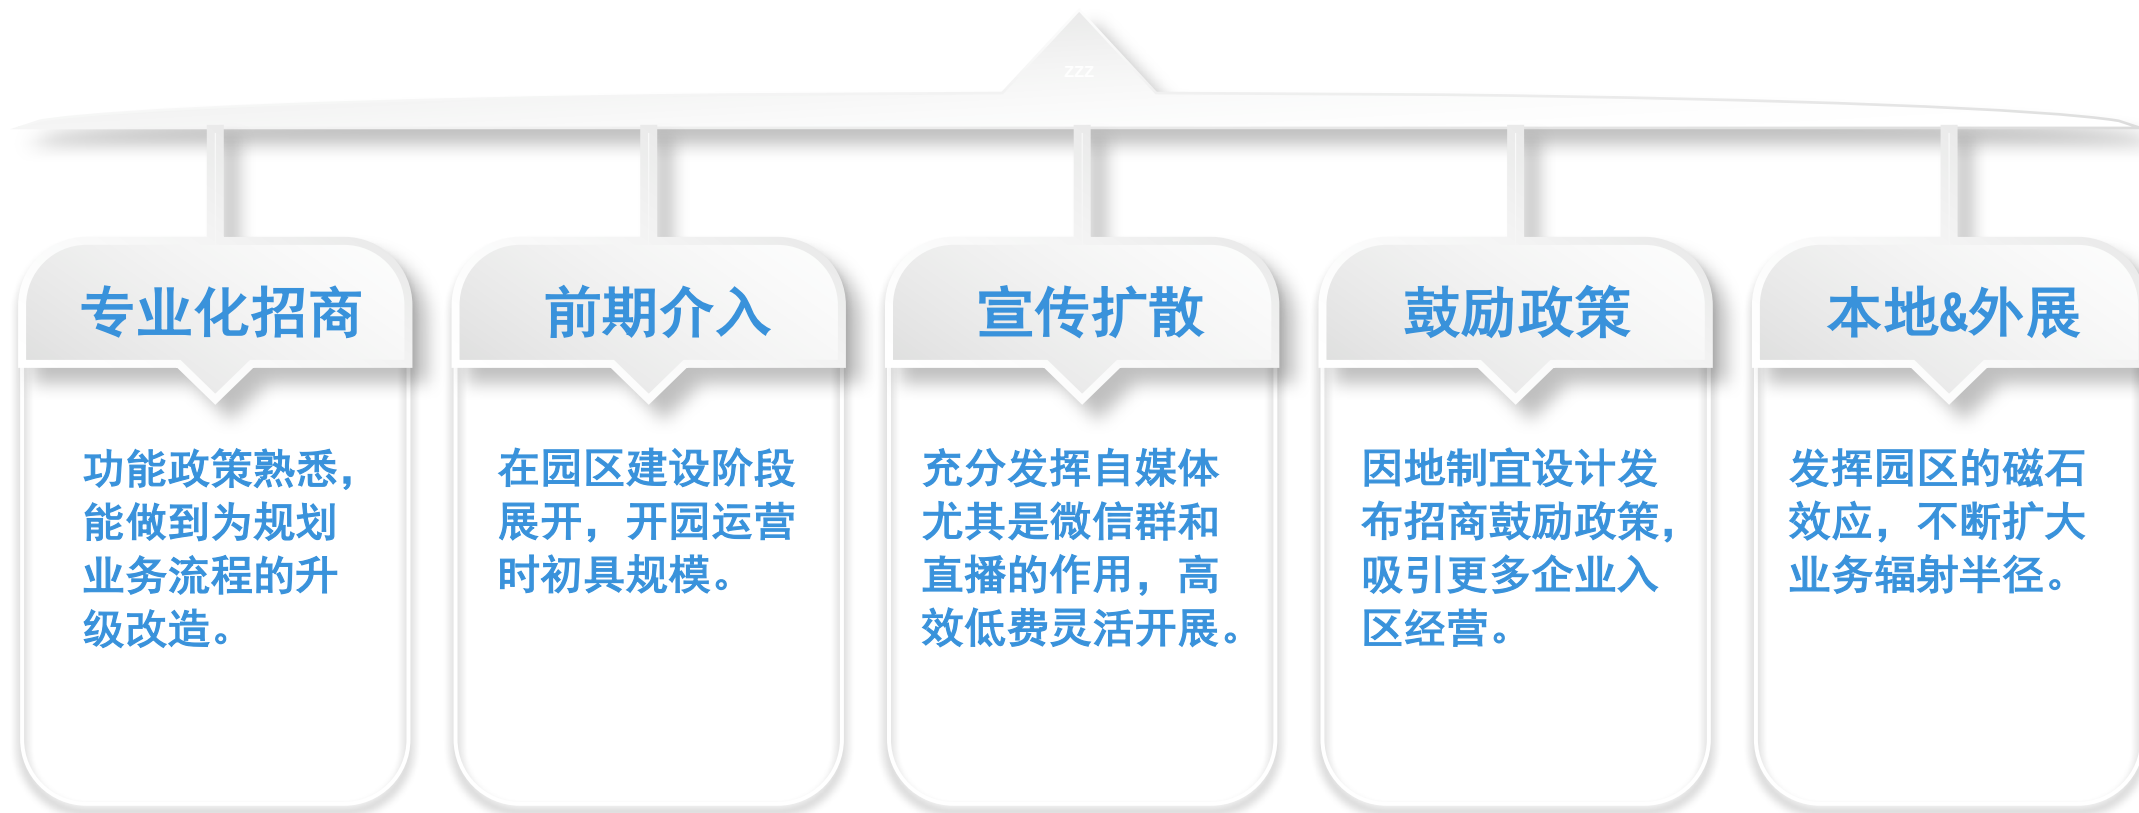 zzz
专业化招商
功能政策熟悉，
能做到为规划
业务流程的升
级改造。
前期介入
在园区建设阶段
展开，开园运营
时初具规模。
宣传扩散
充分发挥自媒体
尤其是微信群和
直播的作用，高
效低费灵活开展。
鼓励政策
因地制宜设计发
布招商鼓励政策，
吸引更多企业入
区经营。
本地&外展
发挥园区的磁石
效应，不断扩大
业务辐射半径。